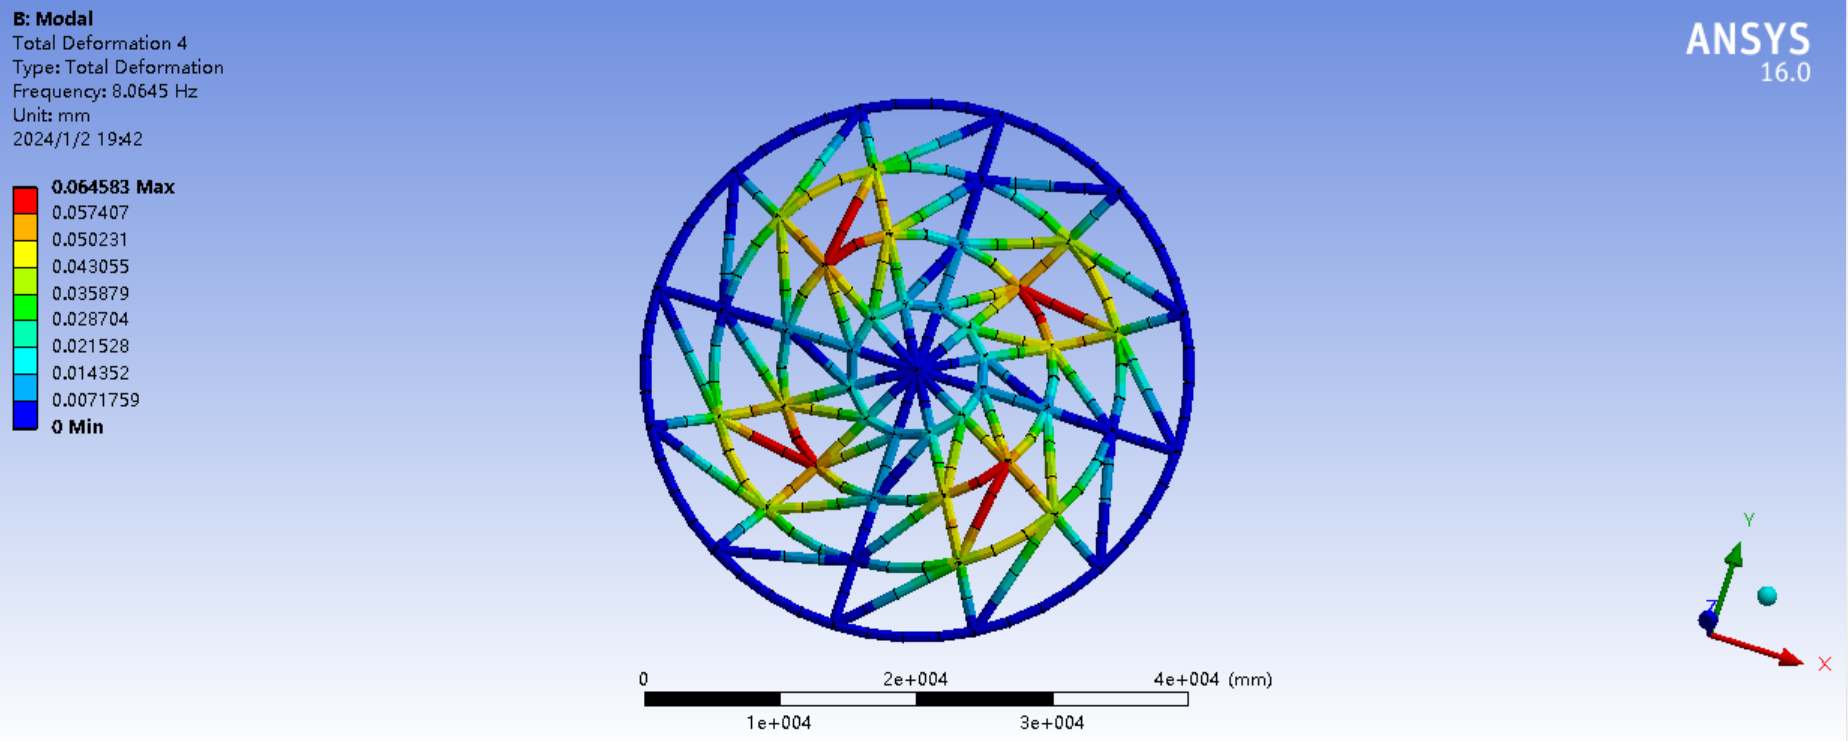 B: Modal
Total Deformation 4
Type: Total Deformation
Frequency: 8.0645 Hz
Unit: mm
2024/1/2 19:42
ANSYS
16.0
0.064583 Max
0.057407
0.050231
0.043055
0.035879
0.028704
0.021528
0.014352
0.0071759
0 Min
Y
Z
X
0 2e+004 4e+004 (mm)
1e+004 3e+004